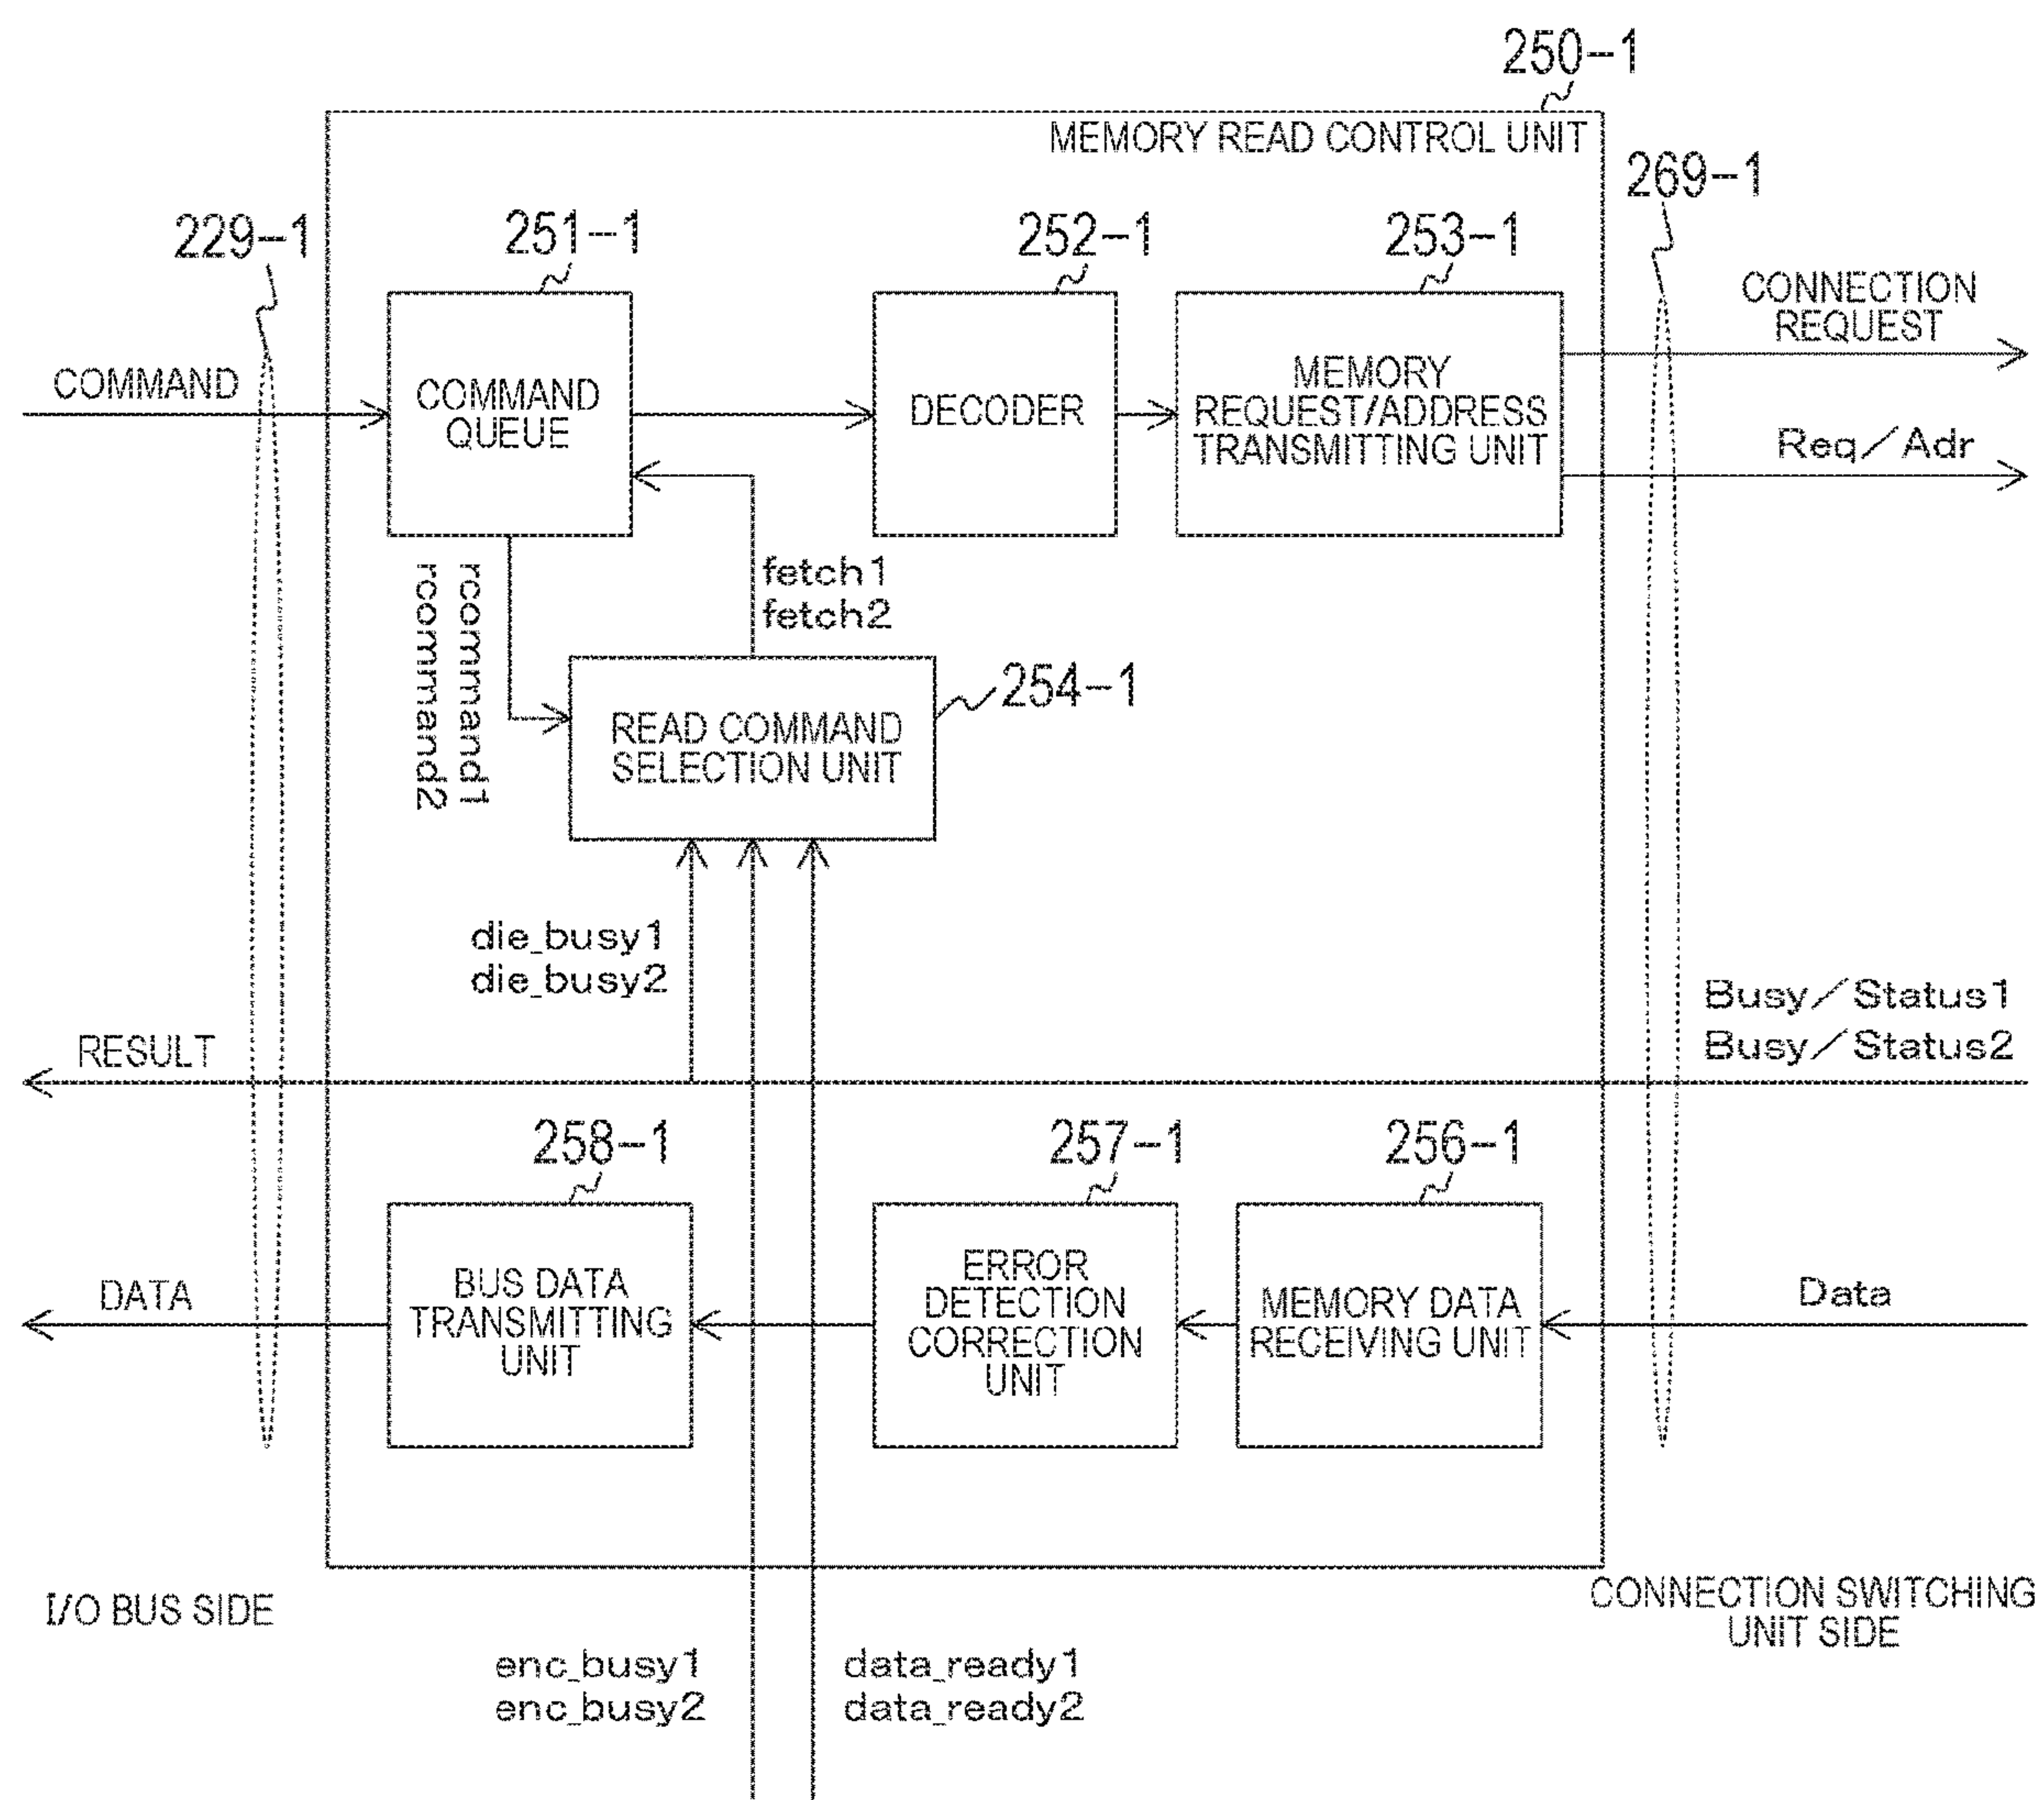 250-1
MEMORY READ CONTROL UNIT
269-1
229-1
251-1
252-1
253-1
CONNECTION
REQUEST
COMMAND
COMMAND
QUEUE
DECODER
MEMORY
REQUEST/ADDRESS
TRANSMITTING UNIT
Req/Adr
rcommand1
rcommand2
fetch1
fetch2
254-1
READ COMMAND
SELECTION UNIT
die_busy1
die_busy2
Busy/Status1
Busy/Status2
RESULT
258-1
257-1
256-1
DATA
BUS DATA
TRANSMITTING
UNIT
ERROR
DETECTION
CORRECTION
UNIT
MEMORY DATA
RECEIVING UNIT
Data
I/O BUS SIDE
CONNECTION SWITCHING
UNIT SIDE
enc_busy1
enc_busy2
data_ready1
data_ready2